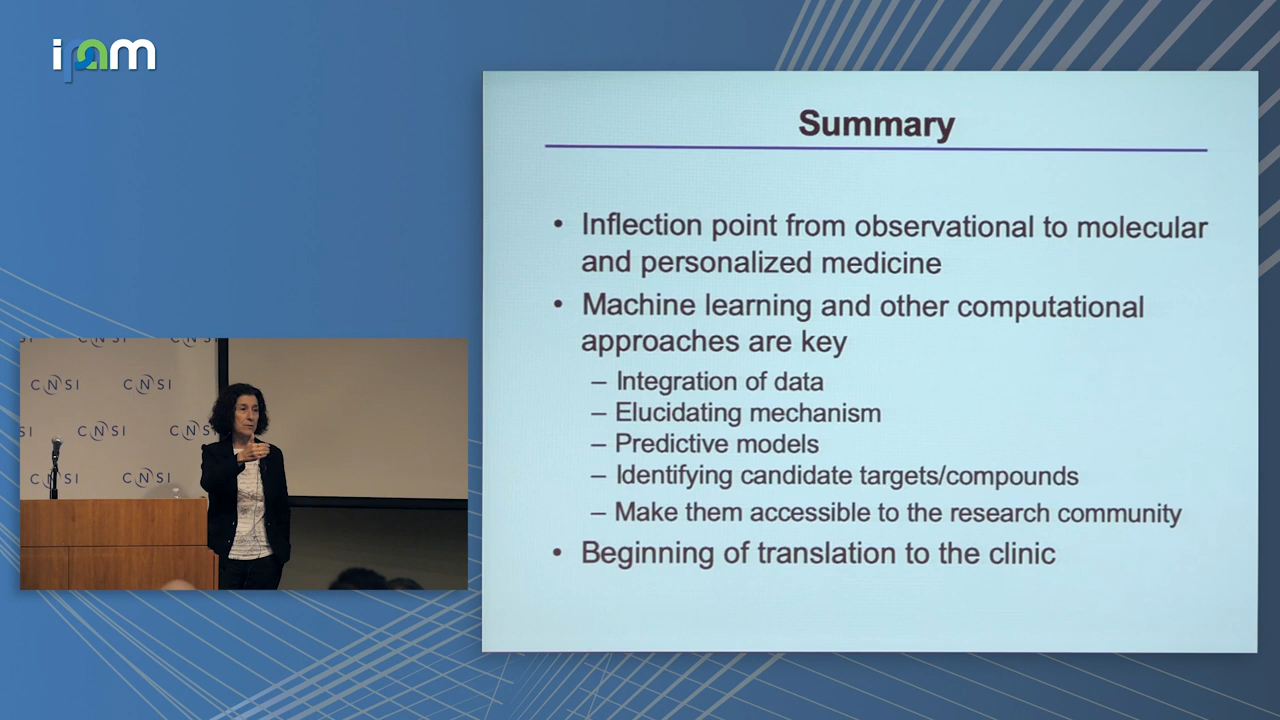 ipam
Summary
• Inflection point from observational to molecular
and personalized medicine
• Machine learning and other computational
approaches are key
– Integration of data
– Elucidating mechanism
– Predictive models
– Identifying candidate targets/compounds
– Make them accessible to the research community
• Beginning of translation to the clinic
CNSI CNSI
CNSI CNSI
CNSI CNSI